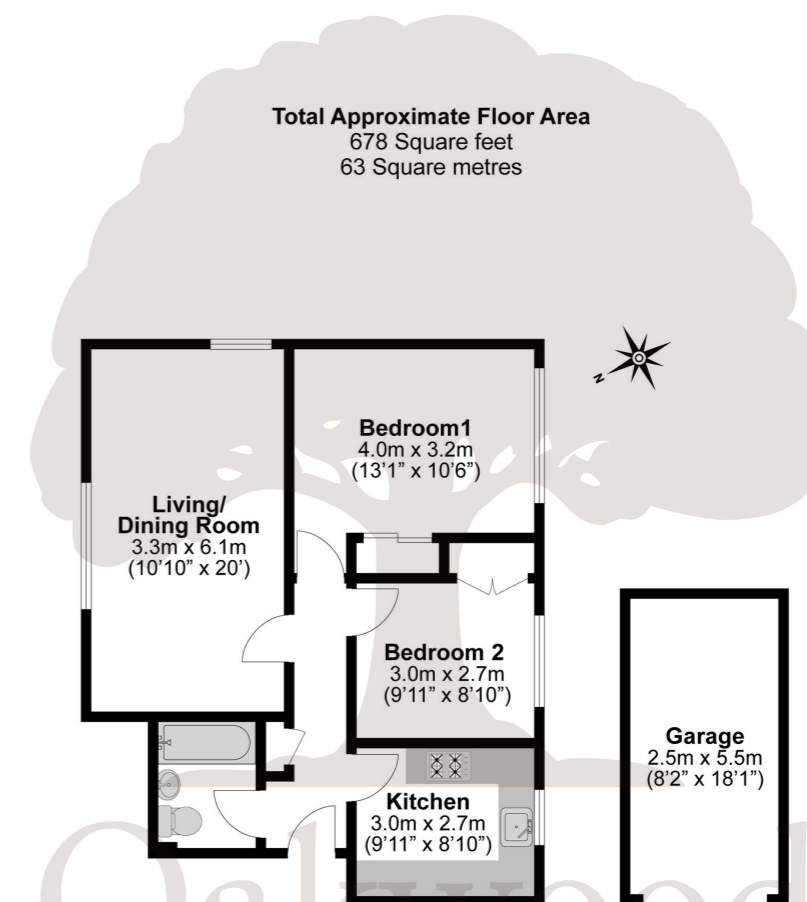 Total Approximate Floor Area
678 Square feet
63 Square metres
N
Bedroom1
4.0m x 3.2m
(13'1" x 10'6")
Living/
Dining Room
3.3m x 6.1m
(10'10" x 20')
Bedroom 2
3.0m x 2.7m
(9'11" x 8'10")
Garage
2.5m x 5.5m
(8'2" x 18'1")
Kitchen
3.0m x 2.7m
(9'11" x 8'10")
Oakwood